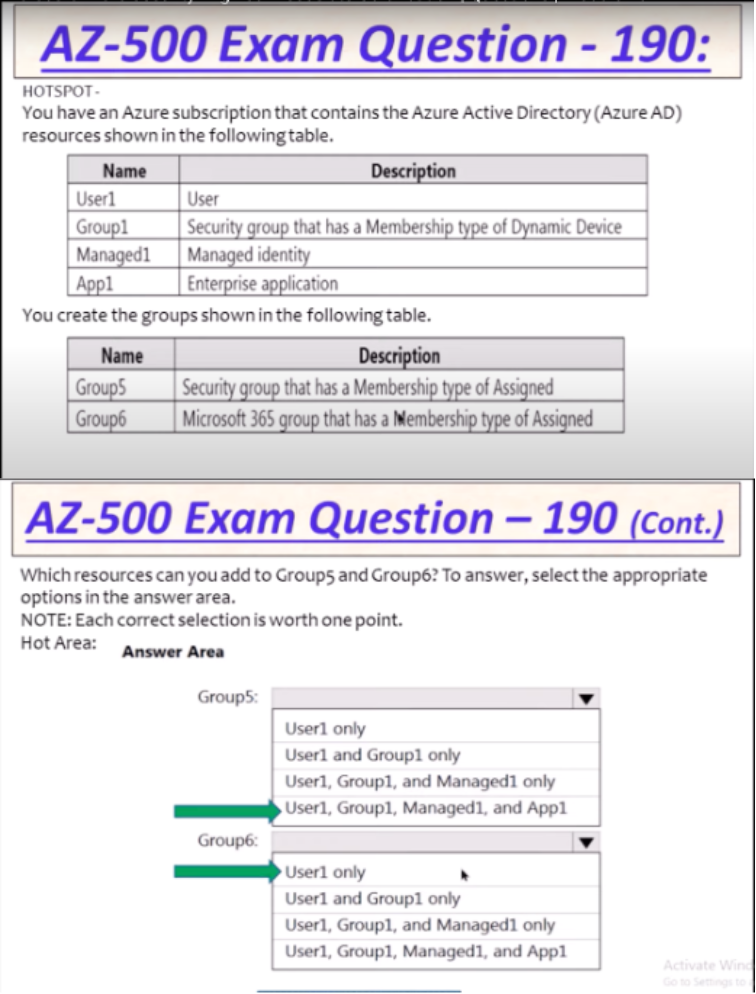 AZ-500 Exam Question - 190:
HOTSPOT -
You have an Azure subscription that contains the Azure Active Directory (Azure AD)
resources shown in the following table.
Name Description
User1 User
Group1 Security group that has a Membership type of Dynamic Device
Managed1 Managed identity
App1 Enterprise application
You create the groups shown in the following table.
Name Description
Group5 Security group that has a Membership type of Assigned
Group6 Microsoft 365 group that has a Membership type of Assigned
AZ-500 Exam Question – 190 (Cont.)
Which resources can you add to Group5 and Group6? To answer, select the appropriate
options in the answer area.
NOTE: Each correct selection is worth one point.
Hot Area:
Answer Area
Group5:
User1 only
User1 and Group1 only
User1, Group1, and Managed1 only
User1, Group1, Managed1, and App1
Group6:
User1 only
User1 and Group1 only
User1, Group1, and Managed1 only
User1, Group1, Managed1, and App1
Activate Wind
Go to Settings to